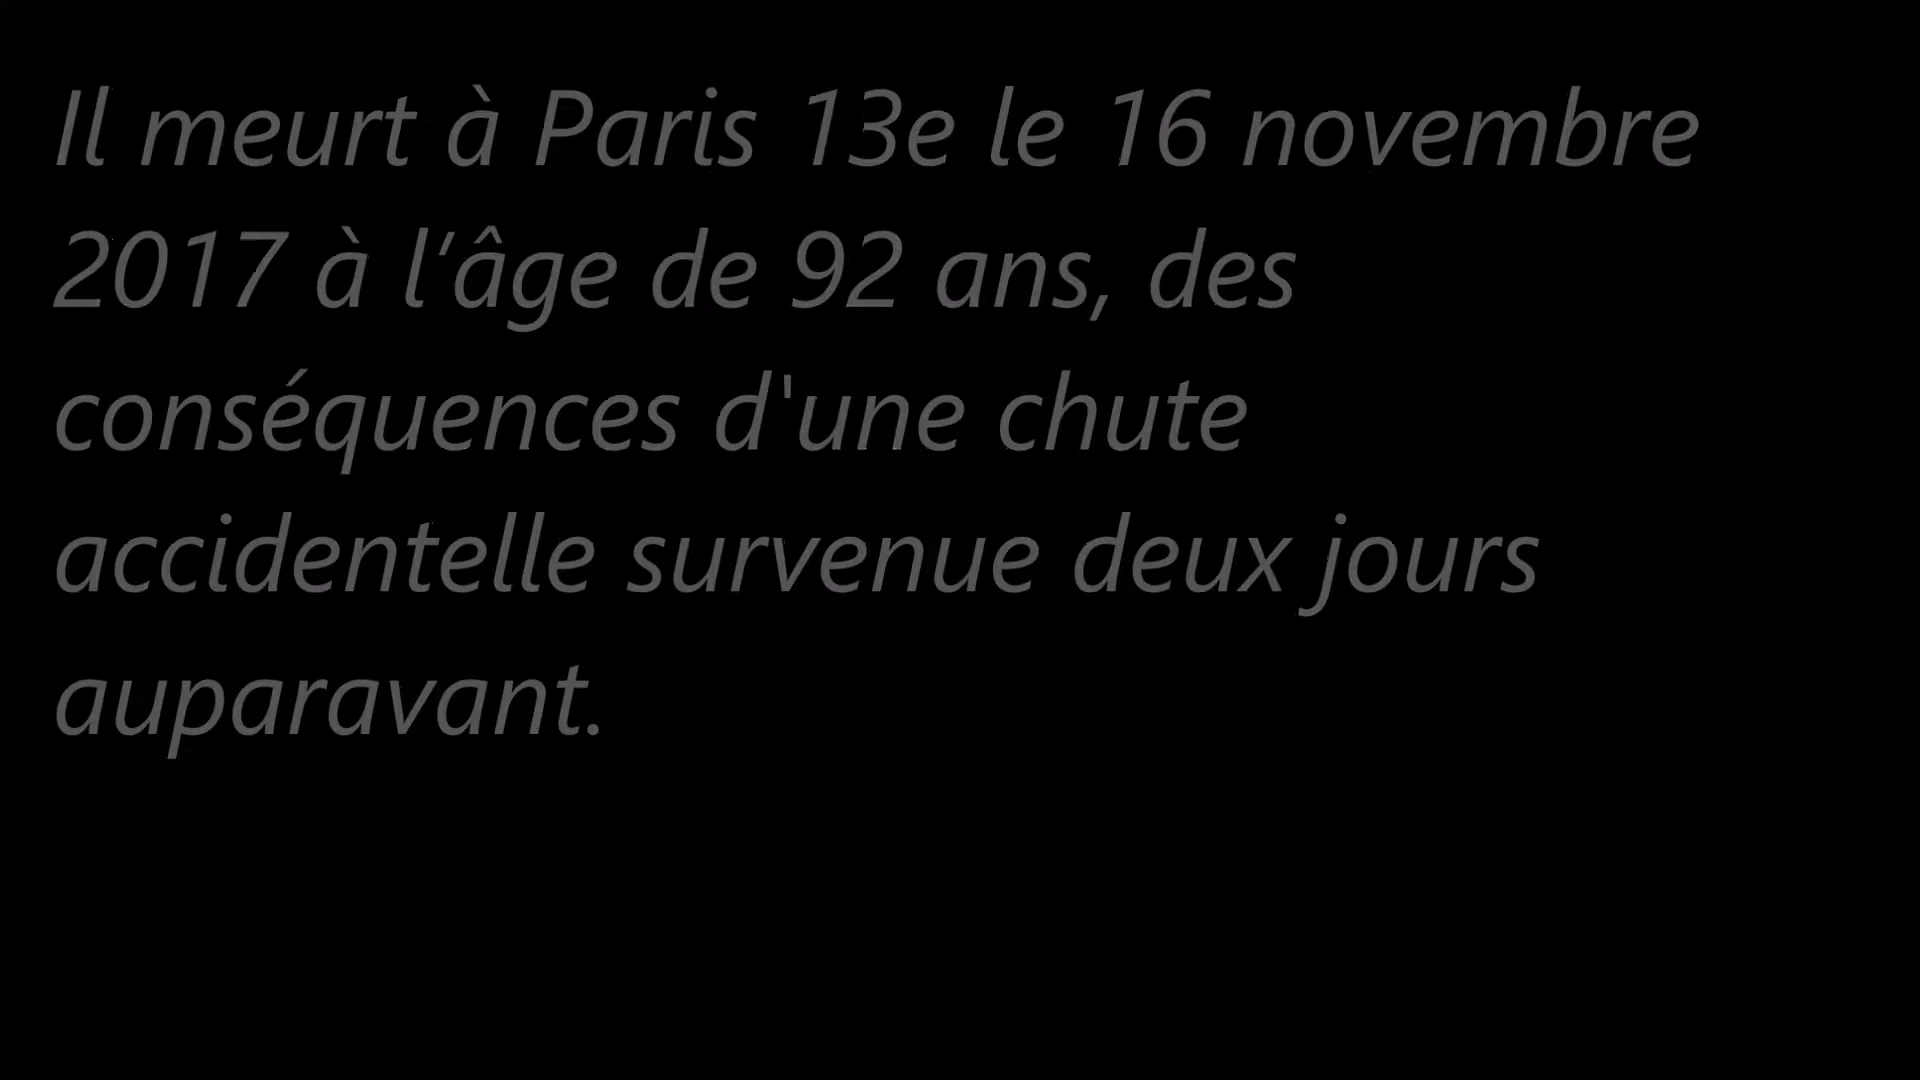 Il meurt à Paris 13e le 16 novembre
2017 à l’âge de 92 ans, des
conséquences d'une chute
accidentelle survenue deux jours
auparavant.